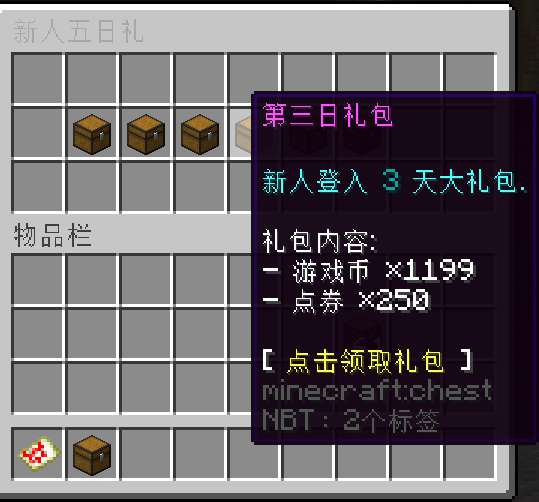 新人五日礼
第三日礼包
新人登入 3 天大礼包.
礼包内容:
- 游戏币 ×1199
- 点券 ×250
[ 点击领取礼包 ]
minecraft:chest
NBT: 2个标签
物品栏